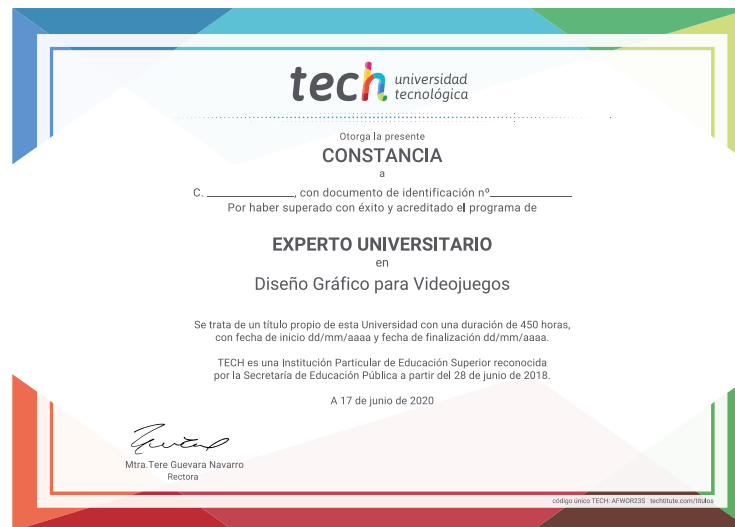 tech universidad
tecnológica
Otorga la presente
CONSTANCIA
a
C. ________________, con documento de identificación nº________________
Por haber superado con éxito y acreditado el programa de
EXPERTO UNIVERSITARIO
en
Diseño Gráfico para Videojuegos
Se trata de un título propio de esta Universidad con una duración de 450 horas,
con fecha de inicio dd/mm/aaaa y fecha de finalización dd/mm/aaaa.
TECH es una Institución Particular de Educación Superior reconocida
por la Secretaría de Educación Pública a partir del 28 de junio de 2018.
A 17 de junio de 2020
Mtra.Tere Guevara Navarro
Rectora
código único TECH: AFWOR23S techtitute.com/títulos